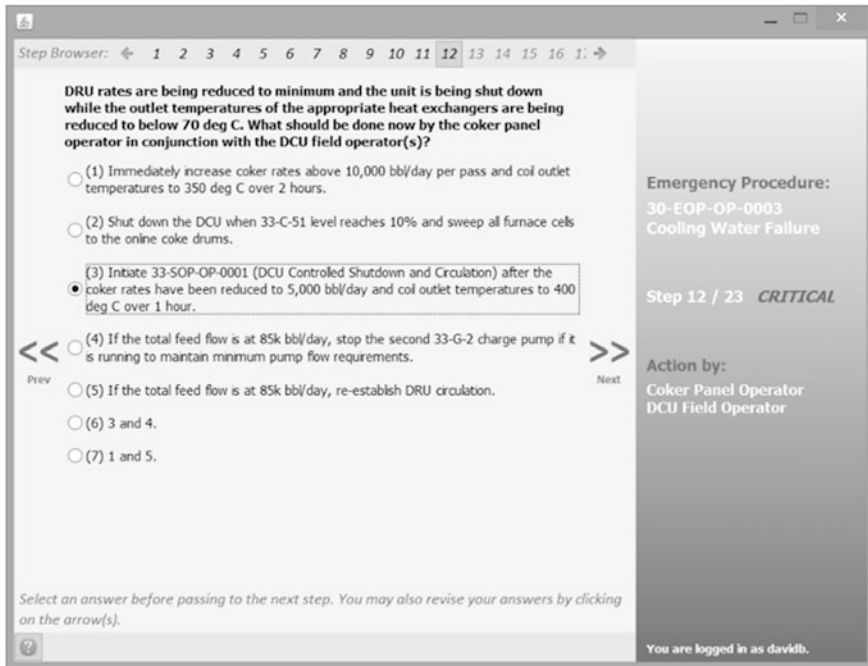 Step Browser: 1 2 3 4 5 6 7 8 9 10 11 12 13 14 15 16 1
DRU rates are being reduced to minimum and the unit is being shut down
while the outlet temperatures of the appropriate heat exchangers are being
reduced to below 70 deg C. What should be done now by the coker panel
operator in conjunction with the DCU field operator(s)?
(1) Immediately increase coker rates above 10,000 bbl/day per pass and coil outlet
temperatures to 350 deg C over 2 hours.
(2) Shut down the DCU when 33-C-51 level reaches 10% and sweep all furnace cells
to the online coke drums.
(3) Initiate 33-SOP-OP-0001 (DCU Controlled Shutdown and Circulation) after the
coker rates have been reduced to 5,000 bbl/day and coil outlet temperatures to 400
deg C over 1 hour.
(4) If the total feed flow is at 85k bbl/day, stop the second 33-G-2 charge pump if it
is running to maintain minimum pump flow requirements.
(5) If the total feed flow is at 85k bbl/day, re-establish DRU circulation.
(6) 3 and 4.
(7) 1 and 5.
<<
Prev
>>
Next
Select an answer before passing to the next step. You may also revise your answers by clicking
on the arrow(s).
?
Emergency Procedure:
30-EOP-OP-0003
Cooling Water Failure
Step 12 / 23 CRITICAL
Action by:
Coker Panel Operator
DCU Field Operator
You are logged in as davidb.